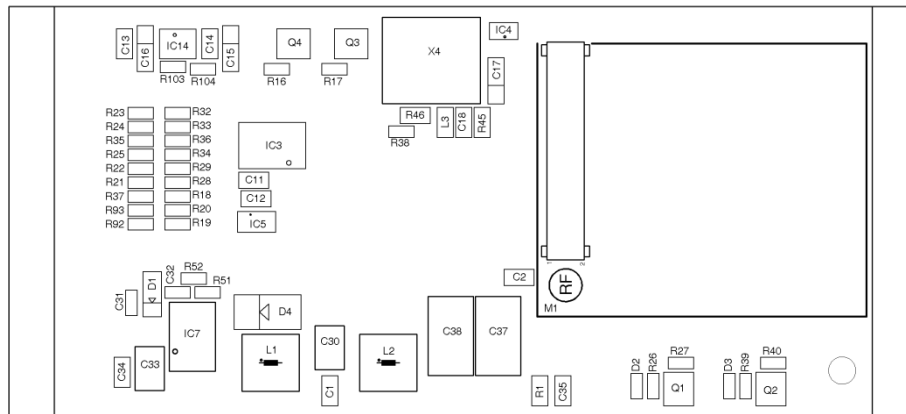 C13
C16
IC14
C14
C15
Q4
Q3
X4
IC4
R103
R104
R16
R17
C17
R23
R32
R46
L3
C18
R45
R24
R33
R38
R35
R36
IC3
R25
R34
R22
R29
R21
R28
C11
R37
R18
C12
R93
R20
R92
R19
IC5
1
2
C31
D1
C32
R52
R51
C2
RF
M1
D4
IC7
C38
C37
C30
L1
L2
C34
C33
C1
R1
C35
D2
R26
R27
Q1
D3
R39
R40
Q2